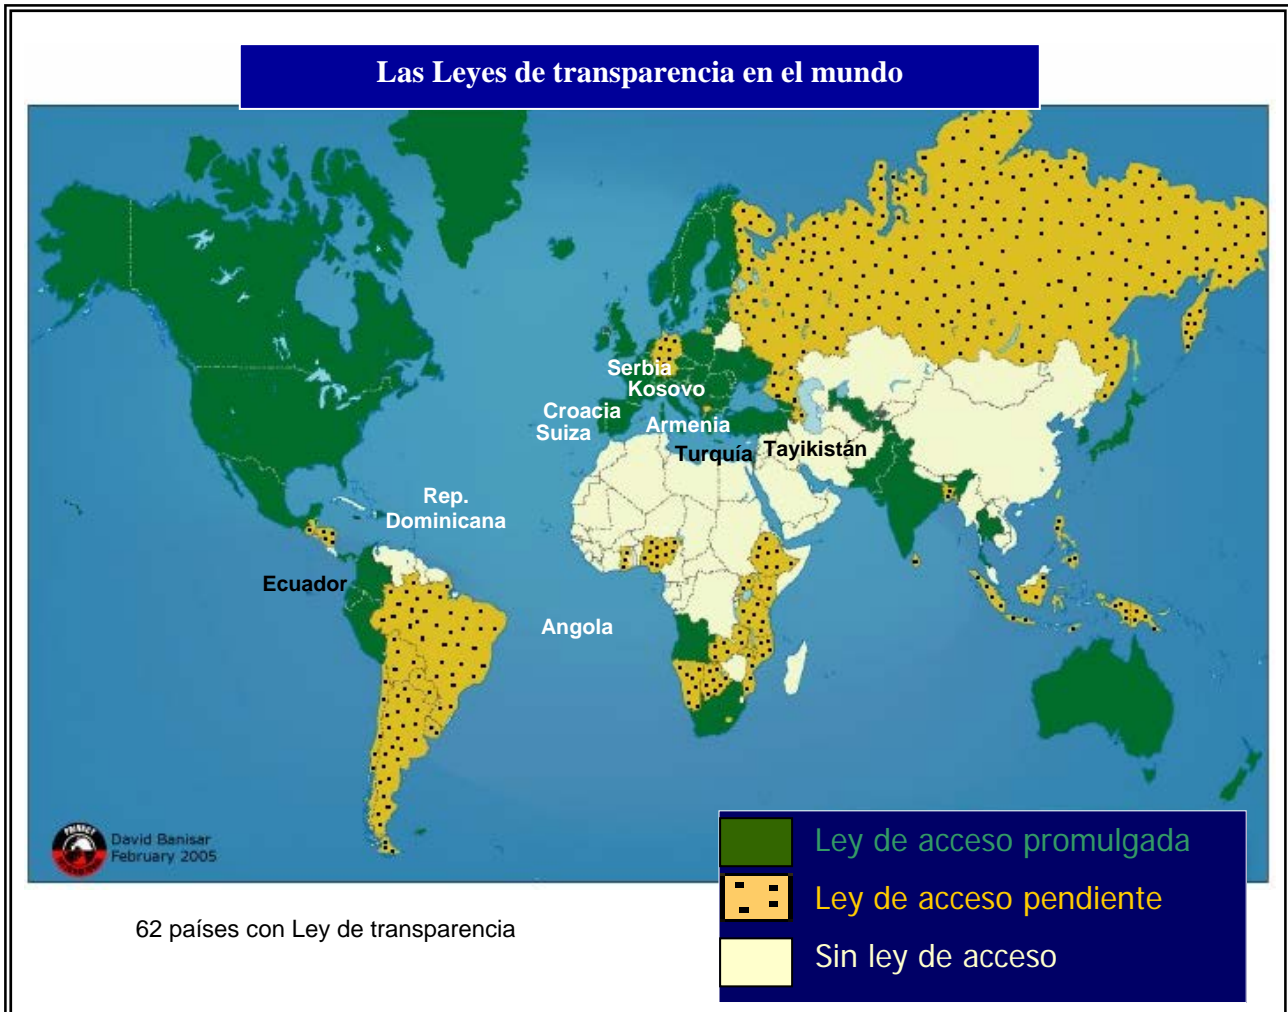 Las Leyes de transparencia en el mundo
Serbia
Kosovo
Croacia
Armenia
Suiza
Turquía
Tayikistán
Rep.
Dominicana
Ecuador
Angola
David Banisar
February 2005
Ley de acceso promulgada
Ley de acceso pendiente
Sin ley de acceso
62 países con Ley de transparencia